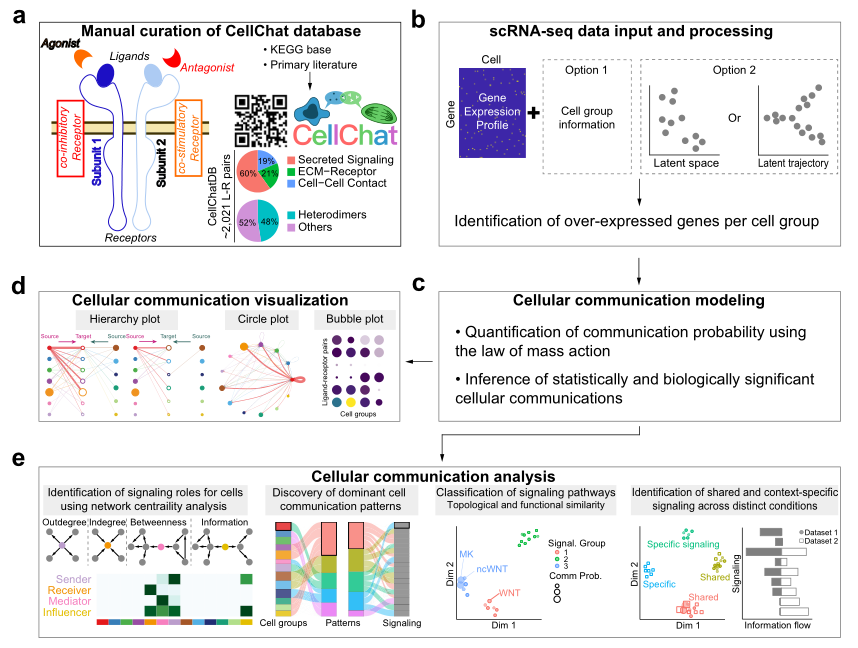 a
Manual curation of CellChat database
Agonist
Ligands
Antagonist
• KEGG base
• Primary literature
co-inhibitory
Receptor
Subunit 1
Subunit 2
co-stimulatory
Receptor
Receptors
CellChat
CellChatDB
~2,021 L-R pairs
19%
60%
21%
Secreted Signaling
ECM−Receptor
Cell−Cell Contact
52%
48%
Heterodimers
Others
b
scRNA-seq data input and processing
Cell
Gene
Gene
Expression
Profile
+
Option 1
Cell group
information
Option 2
Or
Latent space
Latent trajectory
Identification of over-expressed genes per cell group
c
Cellular communication modeling
• Quantification of communication probability using
the law of mass action
• Inference of statistically and biologically significant
cellular communications
d
Cellular communication visualization
Hierarchy plot
Circle plot
Bubble plot
Source
Target
Source
Source
Target
Source
Ligand-receptor pairs
Cell groups
e
Cellular communication analysis
Identification of signaling roles for cells
using network centraility analysis
Outdegree
Indegree
Betweenness
Information
Sender
Receiver
Mediator
Influencer
Discovery of dominant cell
communication patterns
Cell groups
Patterns
Signaling
Classification of signaling pathways
Topological and functional similarity
MK
ncWNT
WNT
Dim 2
Dim 1
Signal. Group
1
2
3
Comm Prob.
Identification of shared and context-specific
signaling across distinct conditions
Specific signaling
Shared
Specific
Shared
Dim 2
Dim 1
Signaling
Dataset 1
Dataset 2
Information flow